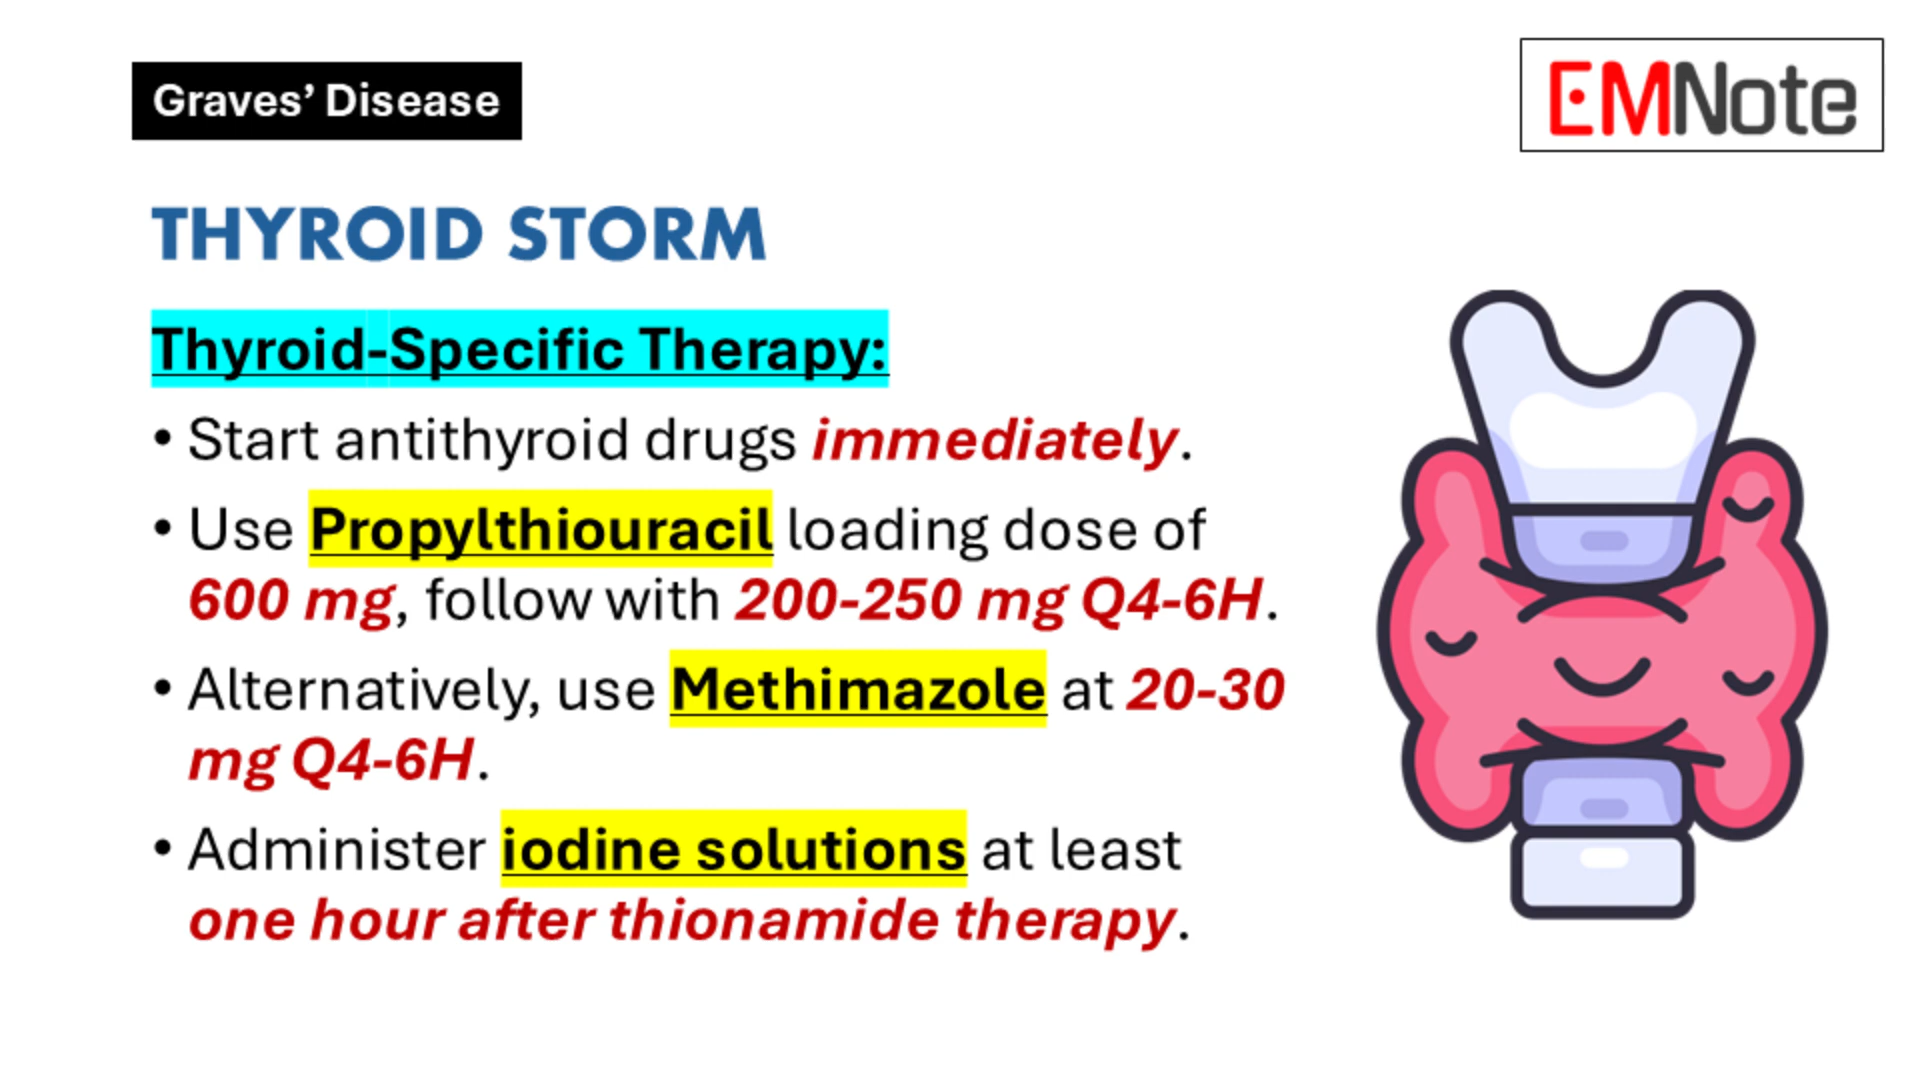 Graves’ Disease
EMNote
THYROID STORM
Thyroid-Specific Therapy:
• Start antithyroid drugs immediately.
• Use Propylthiouracil loading dose of
600 mg, follow with 200-250 mg Q4-6H.
• Alternatively, use Methimazole at 20-30
mg Q4-6H.
• Administer iodine solutions at least
one hour after thionamide therapy.